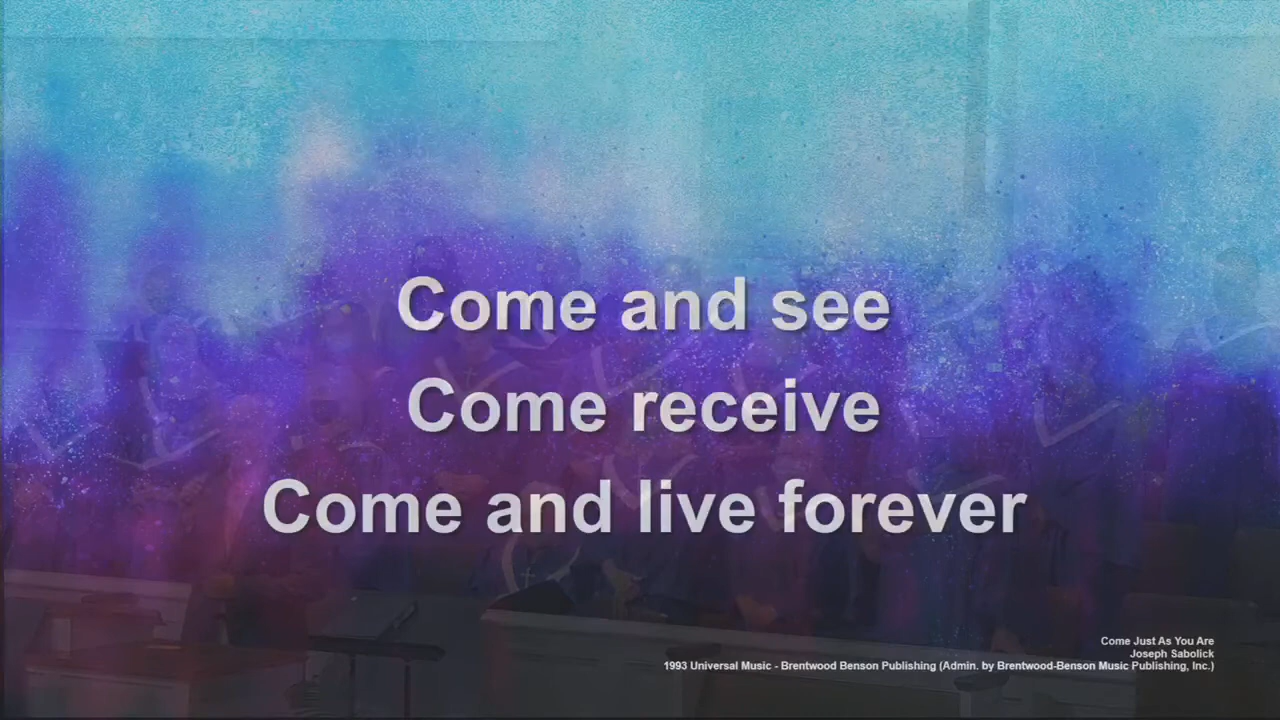 Come and see
Come receive
Come and live forever
Come Just As You Are
Joseph Sabolick
1993 Universal Music - Brentwood Benson Publishing (Admin. by Brentwood-Benson Music Publishing, Inc.)